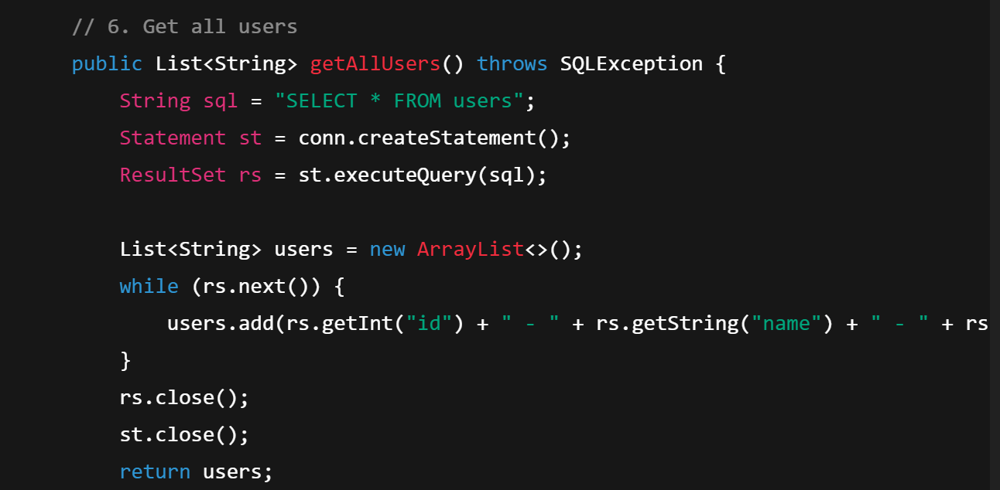 // 6. Get all users
public List<String> getAllUsers() throws SQLException {
String sql = "SELECT * FROM users";
Statement st = conn.createStatement();
ResultSet rs = st.executeQuery(sql);
List<String> users = new ArrayList<>();
while (rs.next()) {
users.add(rs.getInt("id") + " - " + rs.getString("name") + " - " + rs
}
rs.close();
st.close();
return users;